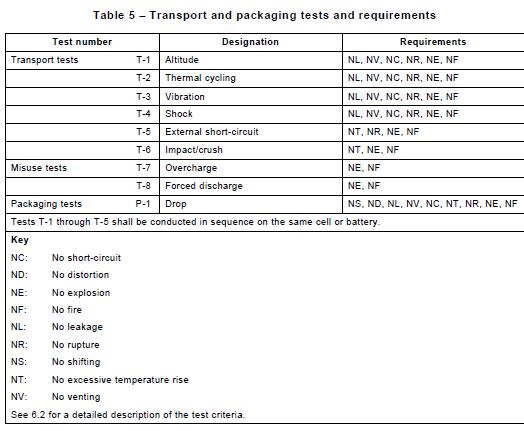 Table 5 – Transport and packaging tests and requirements
Test number Designation Requirements
Transport tests T-1 Altitude NL, NV, NC, NR, NE, NF
T-2 Thermal cycling NL, NV, NC, NR, NE, NF
T-3 Vibration NL, NV, NC, NR, NE, NF
T-4 Shock NL, NV, NC, NR, NE, NF
T-5 External short-circuit NT, NR, NE, NF
T-6 Impact/crush NT, NE, NF
Misuse tests T-7 Overcharge NE, NF
T-8 Forced discharge NE, NF
Packaging tests P-1 Drop NS, ND, NL, NV, NC, NT, NR, NE, NF
Tests T-1 through T-5 shall be conducted in sequence on the same cell or battery.
Key
NC: No short-circuit
ND: No distortion
NE: No explosion
NF: No fire
NL: No leakage
NR: No rupture
NS: No shifting
NT: No excessive temperature rise
NV: No venting
See 6.2 for a detailed description of the test criteria.